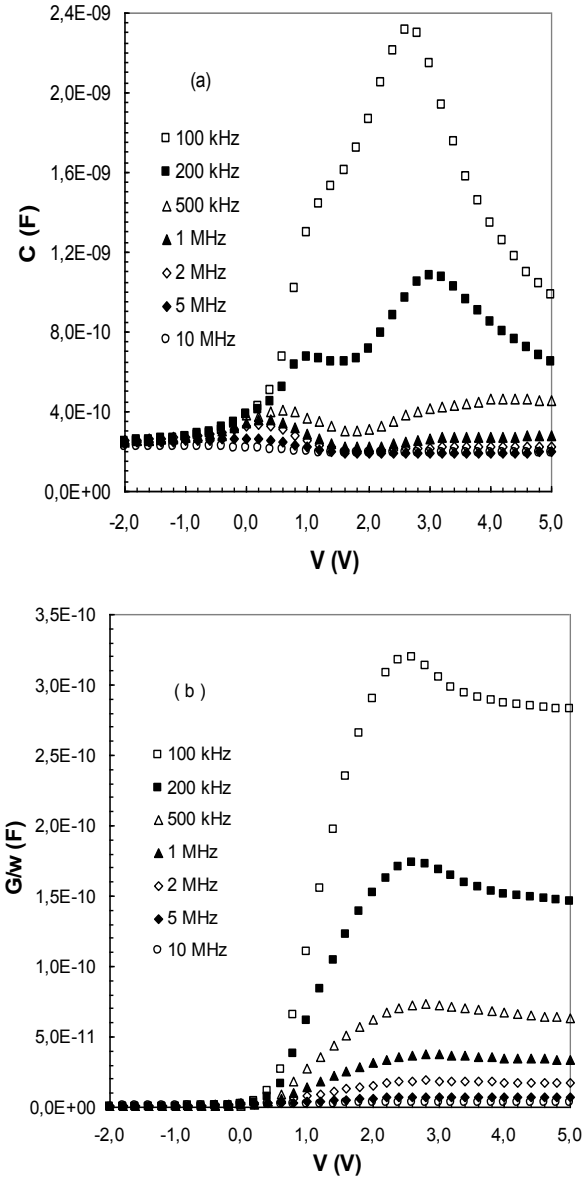 2,4E-09
(a)
2,0E-09
100 kHz
200 kHz
1,6E-09
500 kHz
1 MHz
C (F)
1,2E-09
2 MHz
5 MHz
8,0E-10
10 MHz
4,0E-10
0,0E+00
-2,0 -1,0 0,0 1,0 2,0 3,0 4,0 5,0
V (V)
3,5E-10
( b )
3,0E-10
100 kHz
2,5E-10
200 kHz
500 kHz
2,0E-10
1 MHz
G/w (F)
2 MHz
1,5E-10
5 MHz
10 MHz
1,0E-10
5,0E-11
0,0E+00
-2,0 -1,0 0,0 1,0 2,0 3,0 4,0 5,0
V (V)